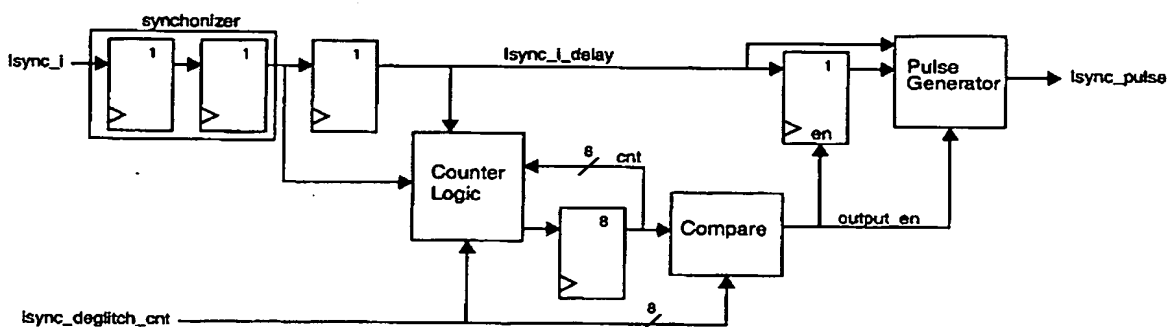 synchonizer
lsync_i
1
1
1
lsync_i_delay
1
en
Pulse
Generator
lsync_pulse
Counter
Logic
8
cnt
8
Compare
output_en
lsync_deglitch_cnt
8